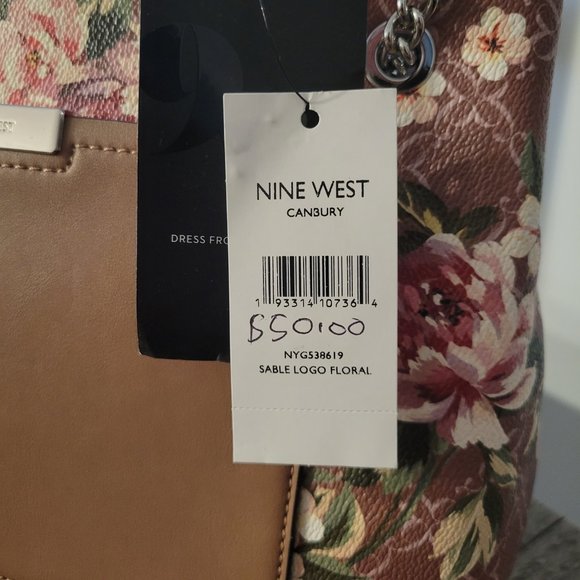 DRESS FRO
NINE WEST
CANBURY
1 93314 10736 4
$50.00
NYG538619
SABLE LOGO FLORAL